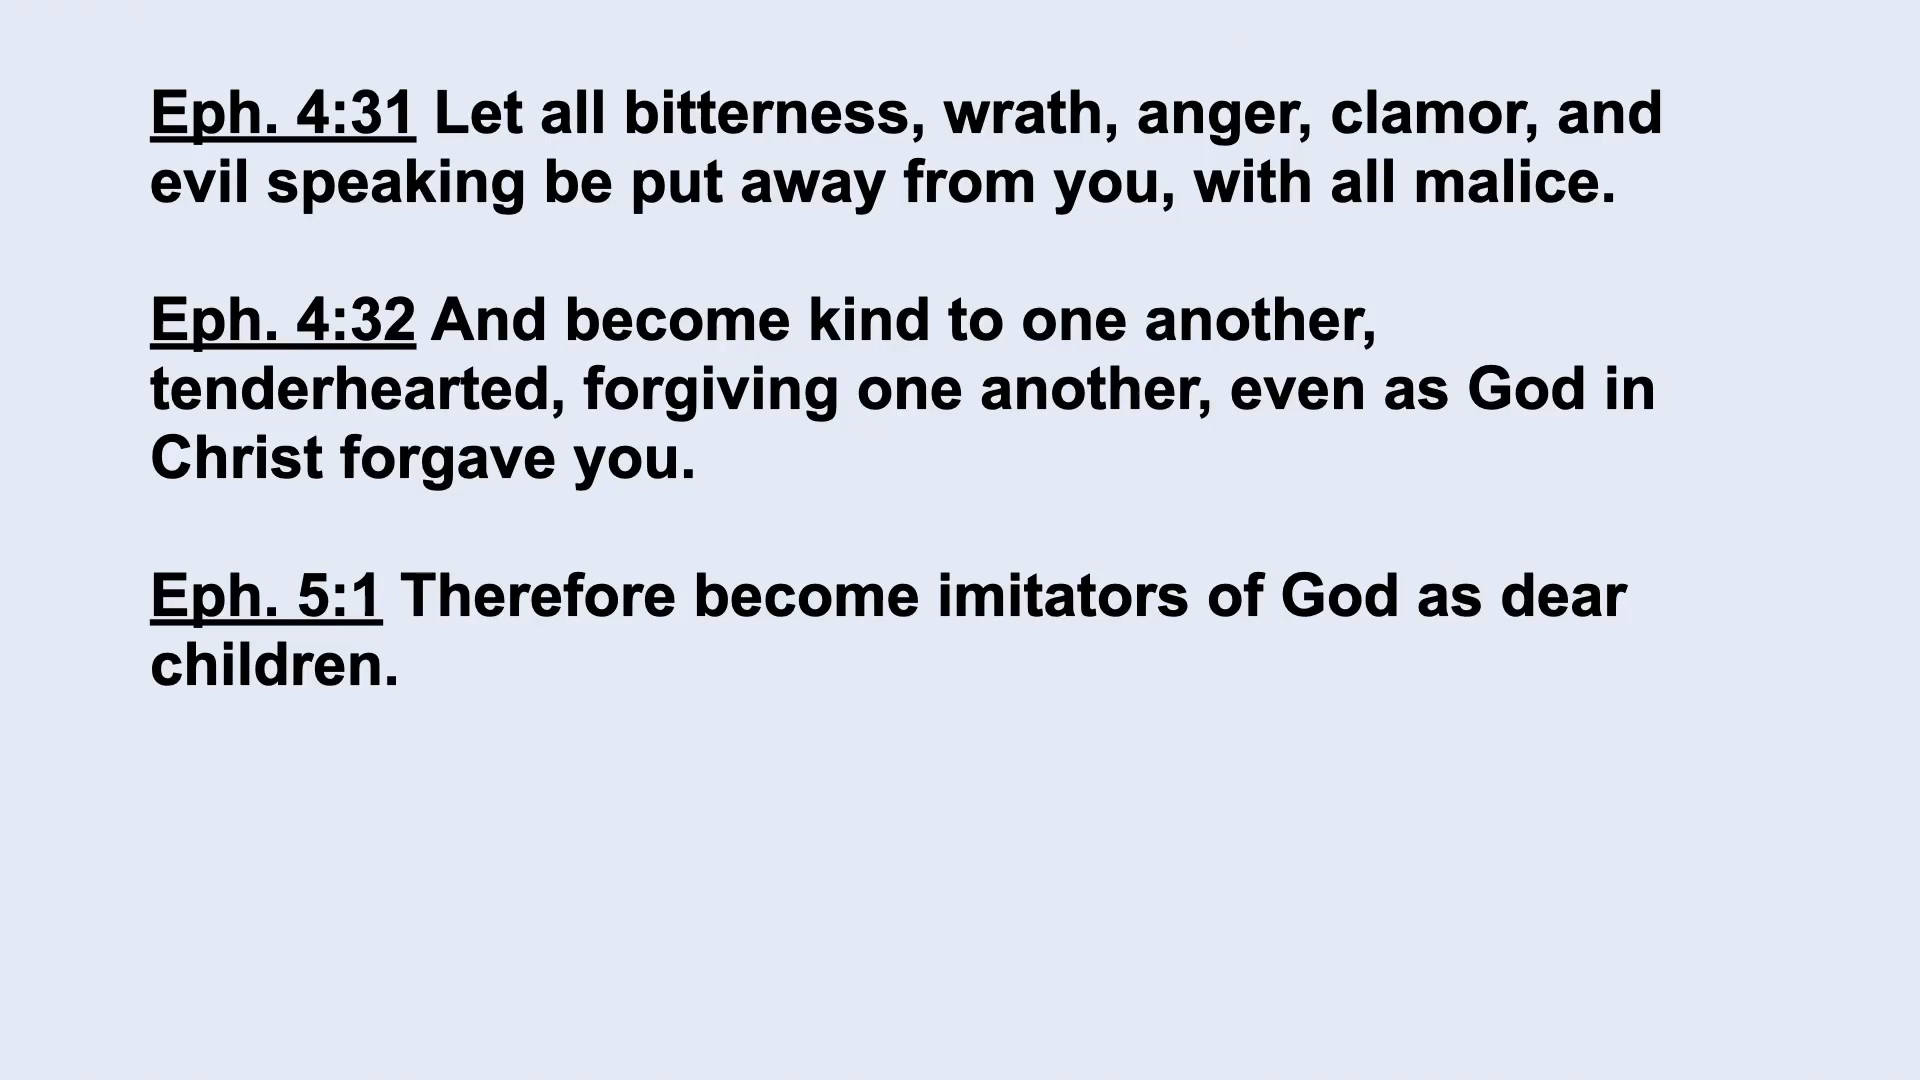 Eph. 4:31 Let all bitterness, wrath, anger, clamor, and
evil speaking be put away from you, with all malice.
Eph. 4:32 And become kind to one another,
tenderhearted, forgiving one another, even as God in
Christ forgave you.
Eph. 5:1 Therefore become imitators of God as dear
children.